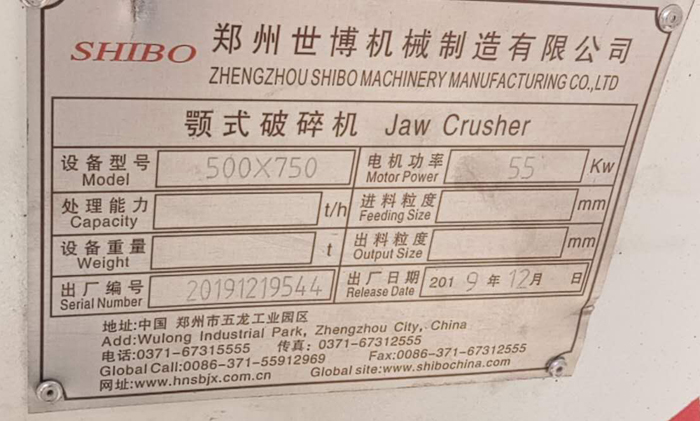 SHIBO 郑州世博机械制造有限公司
ZHENGZHOU SHIBO MACHINERY MANUFACTURING CO.,LTD
颚式破碎机 Jaw Crusher
设备型号 500X750 电机功率 55 Kw
Model Motor Power
处理能力 t/h 进料粒度 mm
Capacity Feeding Size
设备重量 t 出料粒度 mm
Weight Output Size
出厂编号 20191219544 出厂日期 2019年12月 日
Serial Number Release Date
地址:中国 郑州市五龙工业园区
Add:Wulong Industrial Park, Zhengzhou City, China
电话:0371-67315555 传真: 0371-67312555
Global Call:0086-371-55912969 Fax:0086-371-67312555
网址:www.hnsbjx.com.cn Global site:www.shibochina.com